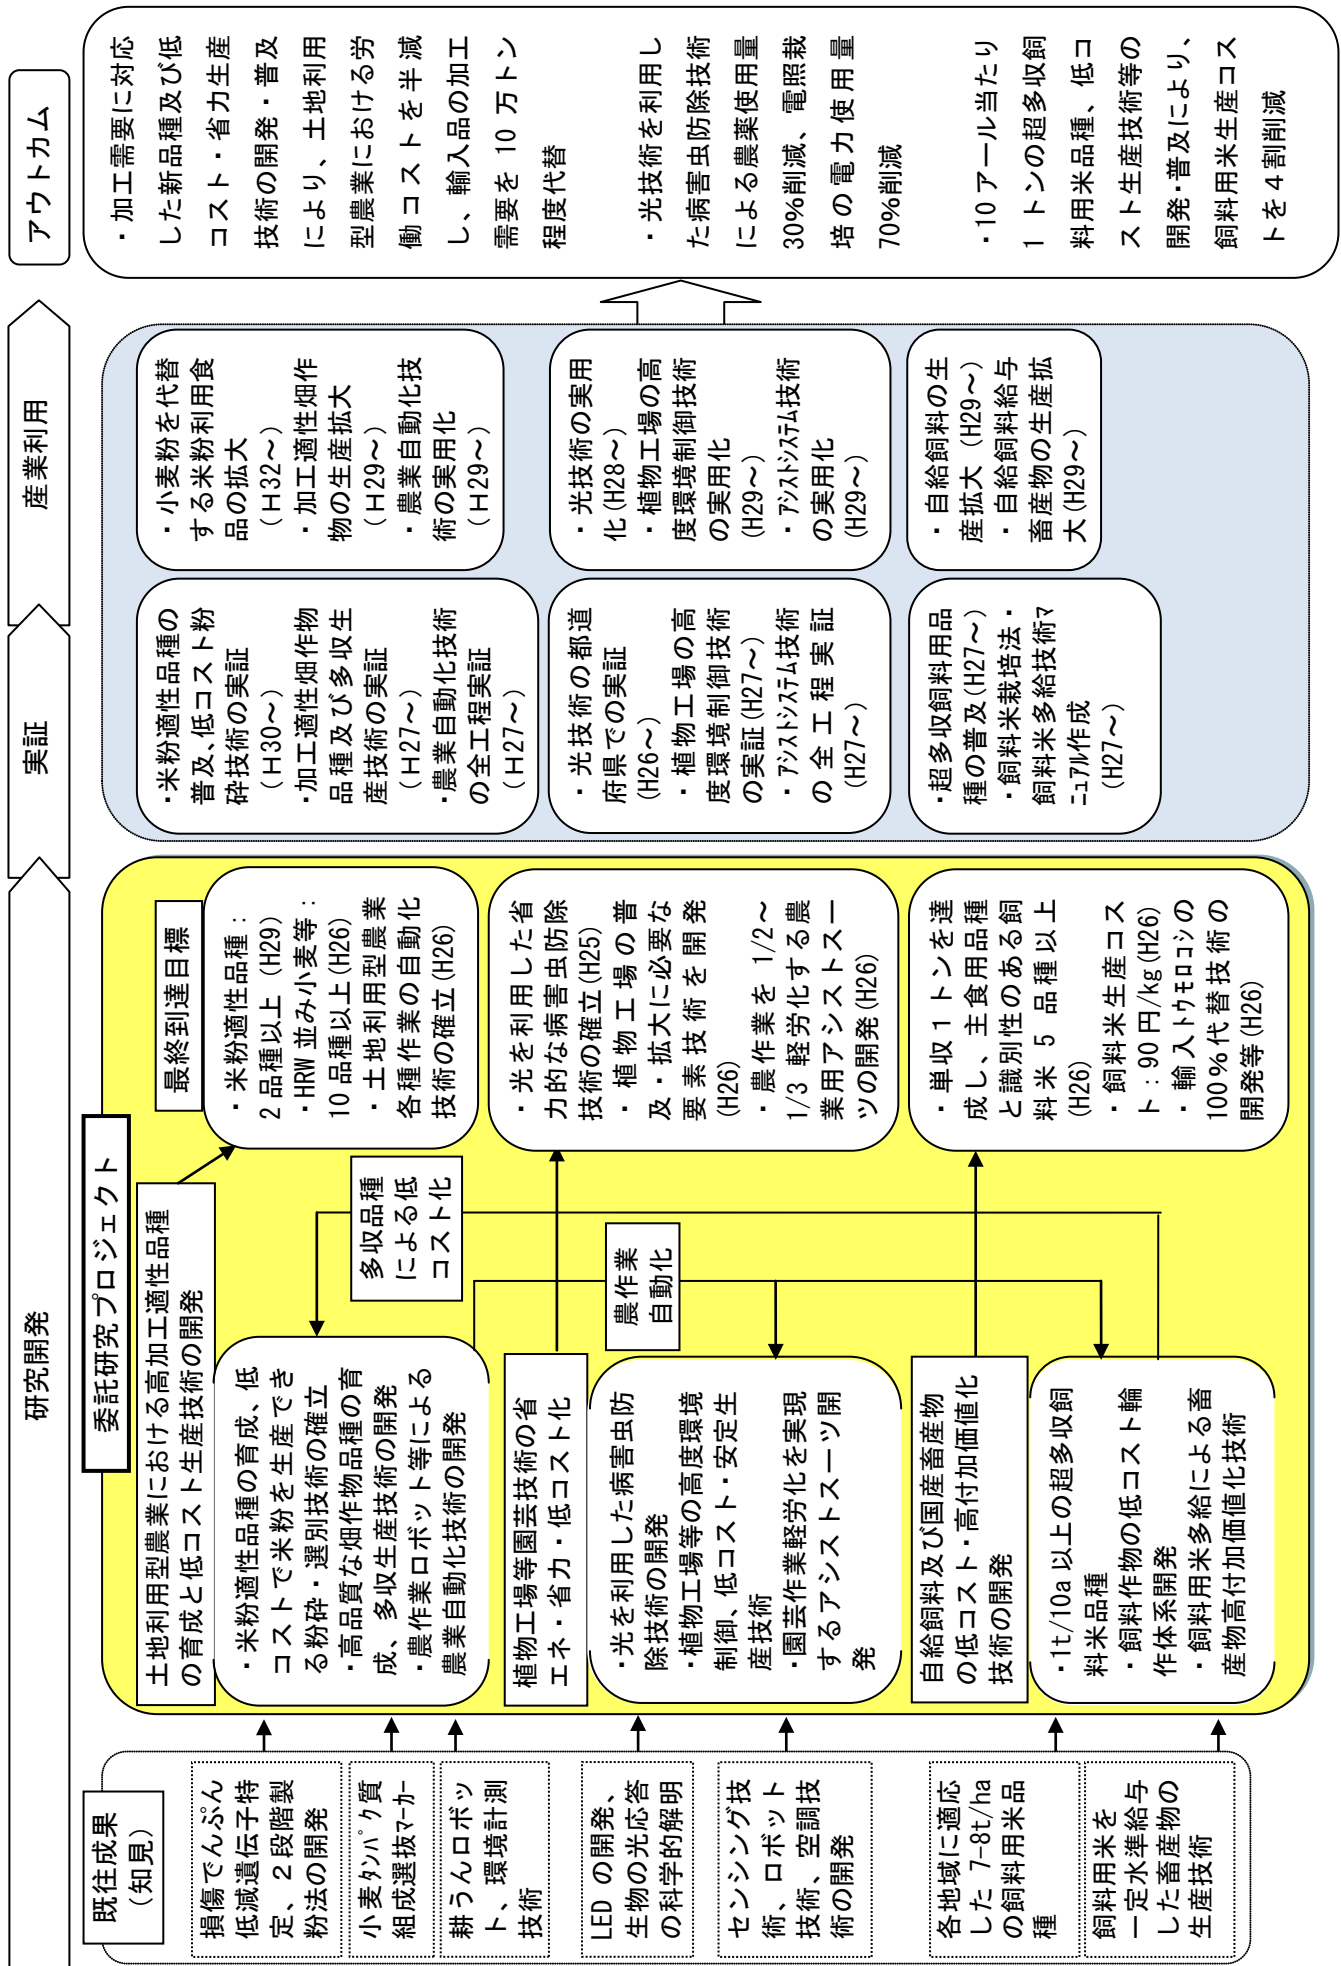 研究開発
実証
産業利用
アウトカム
既往成果
（知見）
損傷でんぷん
低減遺伝子特
定、２段階製
粉法の開発
小麦タンパク質
組成選抜マーカー
耕うんロボッ
ト、環境計測
技術
LED の開発、
生物の光応答
の科学的解明
センシング技
術、ロボット
技術、空調技
術の開発
各地域に適応
した 7-8t/ha
の飼料用米品
種
飼料用米を
一定水準給与
した畜産物の
生産技術
委託研究プロジェクト
土地利用型農業における高加工適性品種
の育成と低コスト生産技術の開発
・米粉適性品種の育成、低
コストで米粉を生産でき
る粉砕・選別技術の確立
・高品質な畑作物品種の育
成、多収生産技術の開発
・農作業ロボット等による
農業自動化技術の開発
植物工場等園芸技術の省
エネ・省力・低コスト化
・光を利用した病害虫防
除技術の開発
・植物工場等の高度環境
制御、低コスト・安定生
産技術
・園芸作業軽労化を実現
するアシストスーツ開
発
自給飼料及び国産畜産物
の低コスト・高付加価値化
技術の開発
・1t/10a 以上の超多収飼
料米品種
・飼料作物の低コスト輪
作体系開発
・飼料用米多給による畜
産物高付加価値化技術
多収品種
による低
コスト化
農作業
自動化
最終到達目標
・米粉適性品種：
2 品種以上（H29）
・HRW 並み小麦等：
10 品種以上(H26)
・土地利用型農業
各種作業の自動化
技術の確立(H26)
・光を利用した省
力的な病害虫防除
技術の確立(H25)
・植物工場の普
及・拡大に必要な
要素技術を開発
(H26)
・農作業を 1/2～
1/3 軽労化する農
業用アシストスー
ツの開発(H26)
・単収 1 トンを達
成し、主食用品種
と識別性のある飼
料米 5 品種以上
(H26)
・飼料米生産コス
ト：90 円/kg(H26)
・輸入トウモロコシの
100％代替技術の
開発等(H26)
・米粉適性品種の
普及、低コスト粉
砕技術の実証
（H30～）
・加工適性畑作物
品種及び多収生
産技術の実証
（H27～）
・農業自動化技術
の全工程実証
（H27～）
・光技術の都道
府県での実証
(H26～)
・植物工場の高
度環境制御技術
の実証(H27～)
・アシストシステム技術
の全工程実証
(H27～)
・超多収飼料用品
種の普及(H27～)
・飼料米栽培法・
飼料米多給技術マ
ニュアル作成
(H27～)
・小麦粉を代替
する米粉利用食
品の拡大
（H32～）
・加工適性畑作
物の生産拡大
（H29～）
・農業自動化技
術の実用化
（H29～）
・光技術の実用
化(H28～)
・植物工場の高
度環境制御技術
の実用化
(H29～)
・アシストシステム技術
の実用化
(H29～)
・自給飼料の生
産拡大（H29～）
・自給飼料給与
畜産物の生産拡
大(H29～)
・加工需要に対応
した新品種及び低
コスト・省力生産
技術の開発・普及
により、土地利用
型農業における労
働コストを半減
し、輸入品の加工
需要を 10 万トン
程度代替
・光技術を利用し
た病害虫防除技術
による農薬使用量
30%削減、電照栽
培の電力使用量
70%削減
・10 アール当たり
1 トンの超多収飼
料用米品種、低コ
スト生産技術等の
開発・普及により、
飼料用米生産コス
トを４割削減